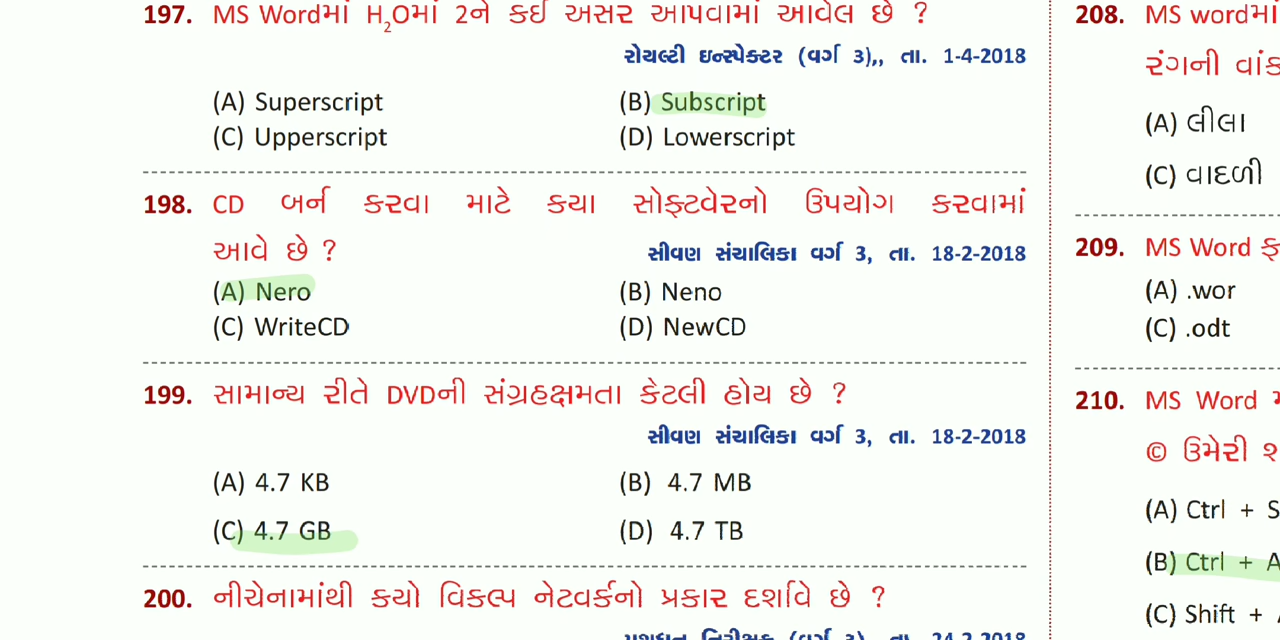 197. MS Wordમાં H₂Oમાં 2ને કઈ અસર આપવામાં આવેલ છે ?
રોયલ્ટી ઇન્સ્પેક્ટર (વર્ગ ૩),, તા. 1-4-2018
(A) Superscript (B) Subscript
(C) Upperscript (D) Lowerscript
198. CD બર્ન કરવા માટે કયા સોફ્ટવેરનો ઉપયોગ કરવામાં
આવે છે ?
સીવણ સંચાલિકા વર્ગ 3, તા. 18-2-2018
(A) Nero (B) Neno
(C) WriteCD (D) NewCD
199. સામાન્ય રીતે DVDની સંગ્રહક્ષમતા કેટલી હોય છે ?
સીવણ સંચાલિકા વર્ગ 3, તા. 18-2-2018
(A) 4.7 KB (B) 4.7 MB
(C) 4.7 GB (D) 4.7 TB
200. નીચેનામાંથી કયો વિકલ્પ નેટવર્કનો પ્રકાર દર્શાવે છે ?
208. MS wordમાં
રંગની
(A) લીલા
(C) વાદળી
209. MS Word
(A) .wor
(C) .odt
210. MS Word
© ઉમેરી
(A) Ctrl +
(B) Ctrl +
(C) Shift +